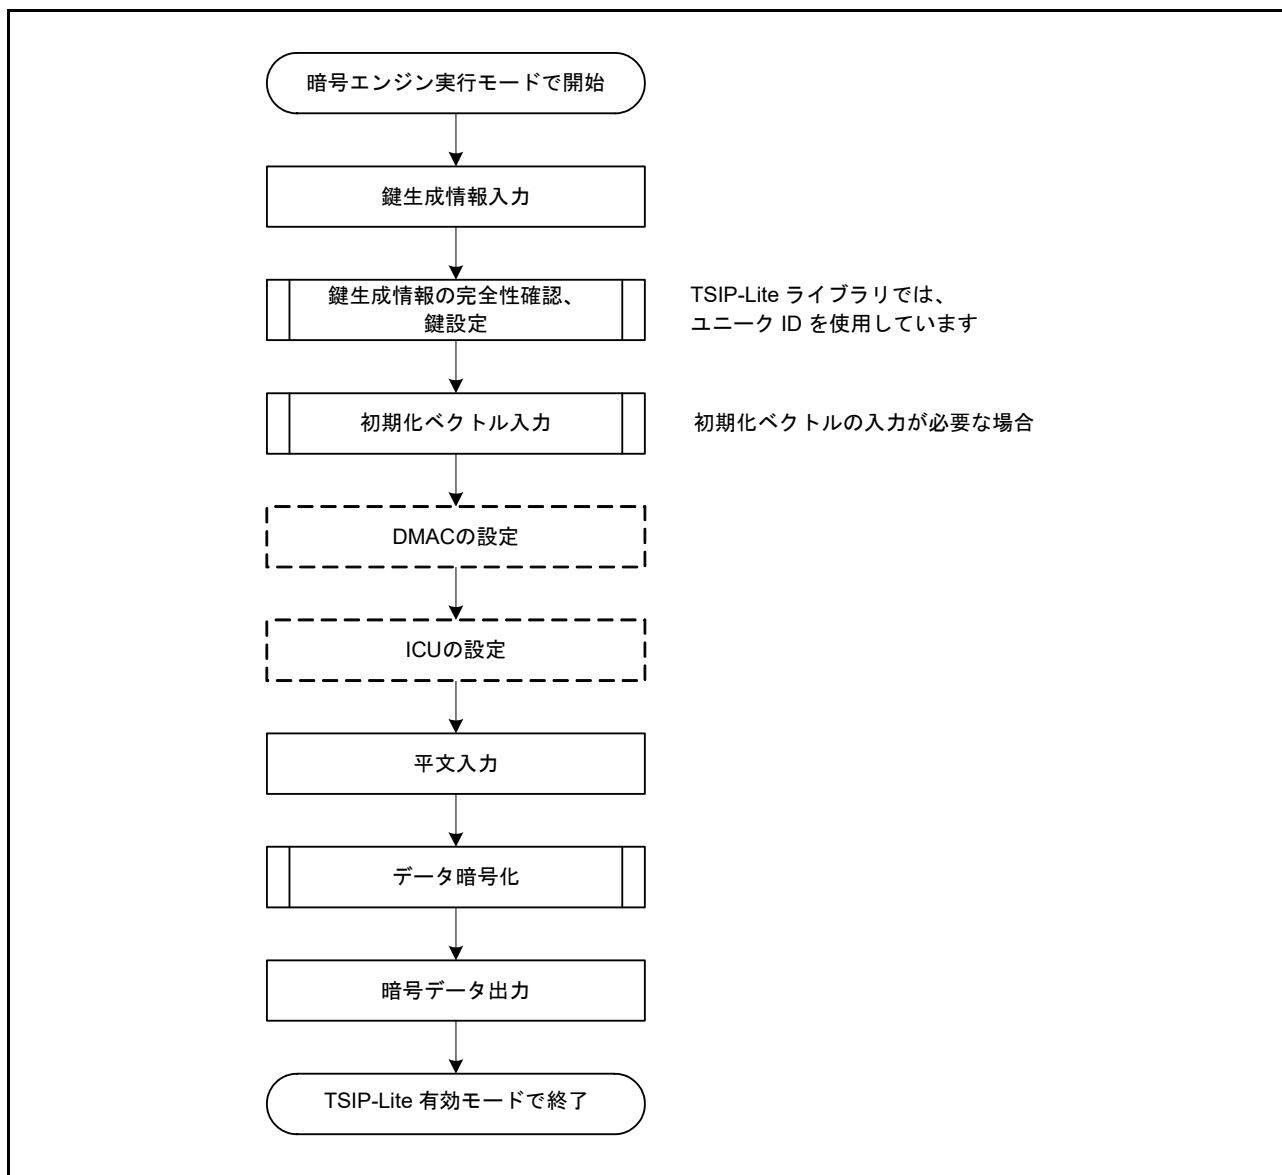 暗号エンジン実行モードで開始
鍵生成情報入力
鍵生成情報の完全性確認、
鍵設定
TSIP-Lite ライブラリでは、
ユニーク ID を使用しています
初期化ベクトル入力
初期化ベクトルの入力が必要な場合
DMACの設定
ICUの設定
平文入力
データ暗号化
暗号データ出力
TSIP-Lite 有効モードで終了